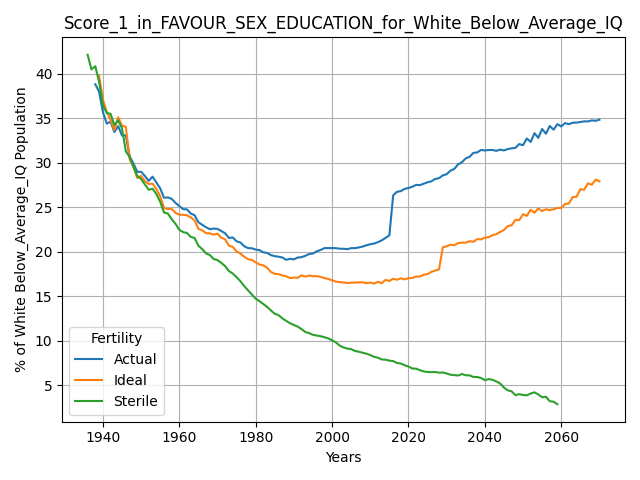 Score_1_in_FAVOUR_SEX_EDUCATION_for_White_Below_Average_IQ
% of White Below_Average_IQ Population
40
35
30
25
20
15
10
5
Fertility
Actual
Ideal
Sterile
1940 1960 1980 2000 2020 2040 2060
Years